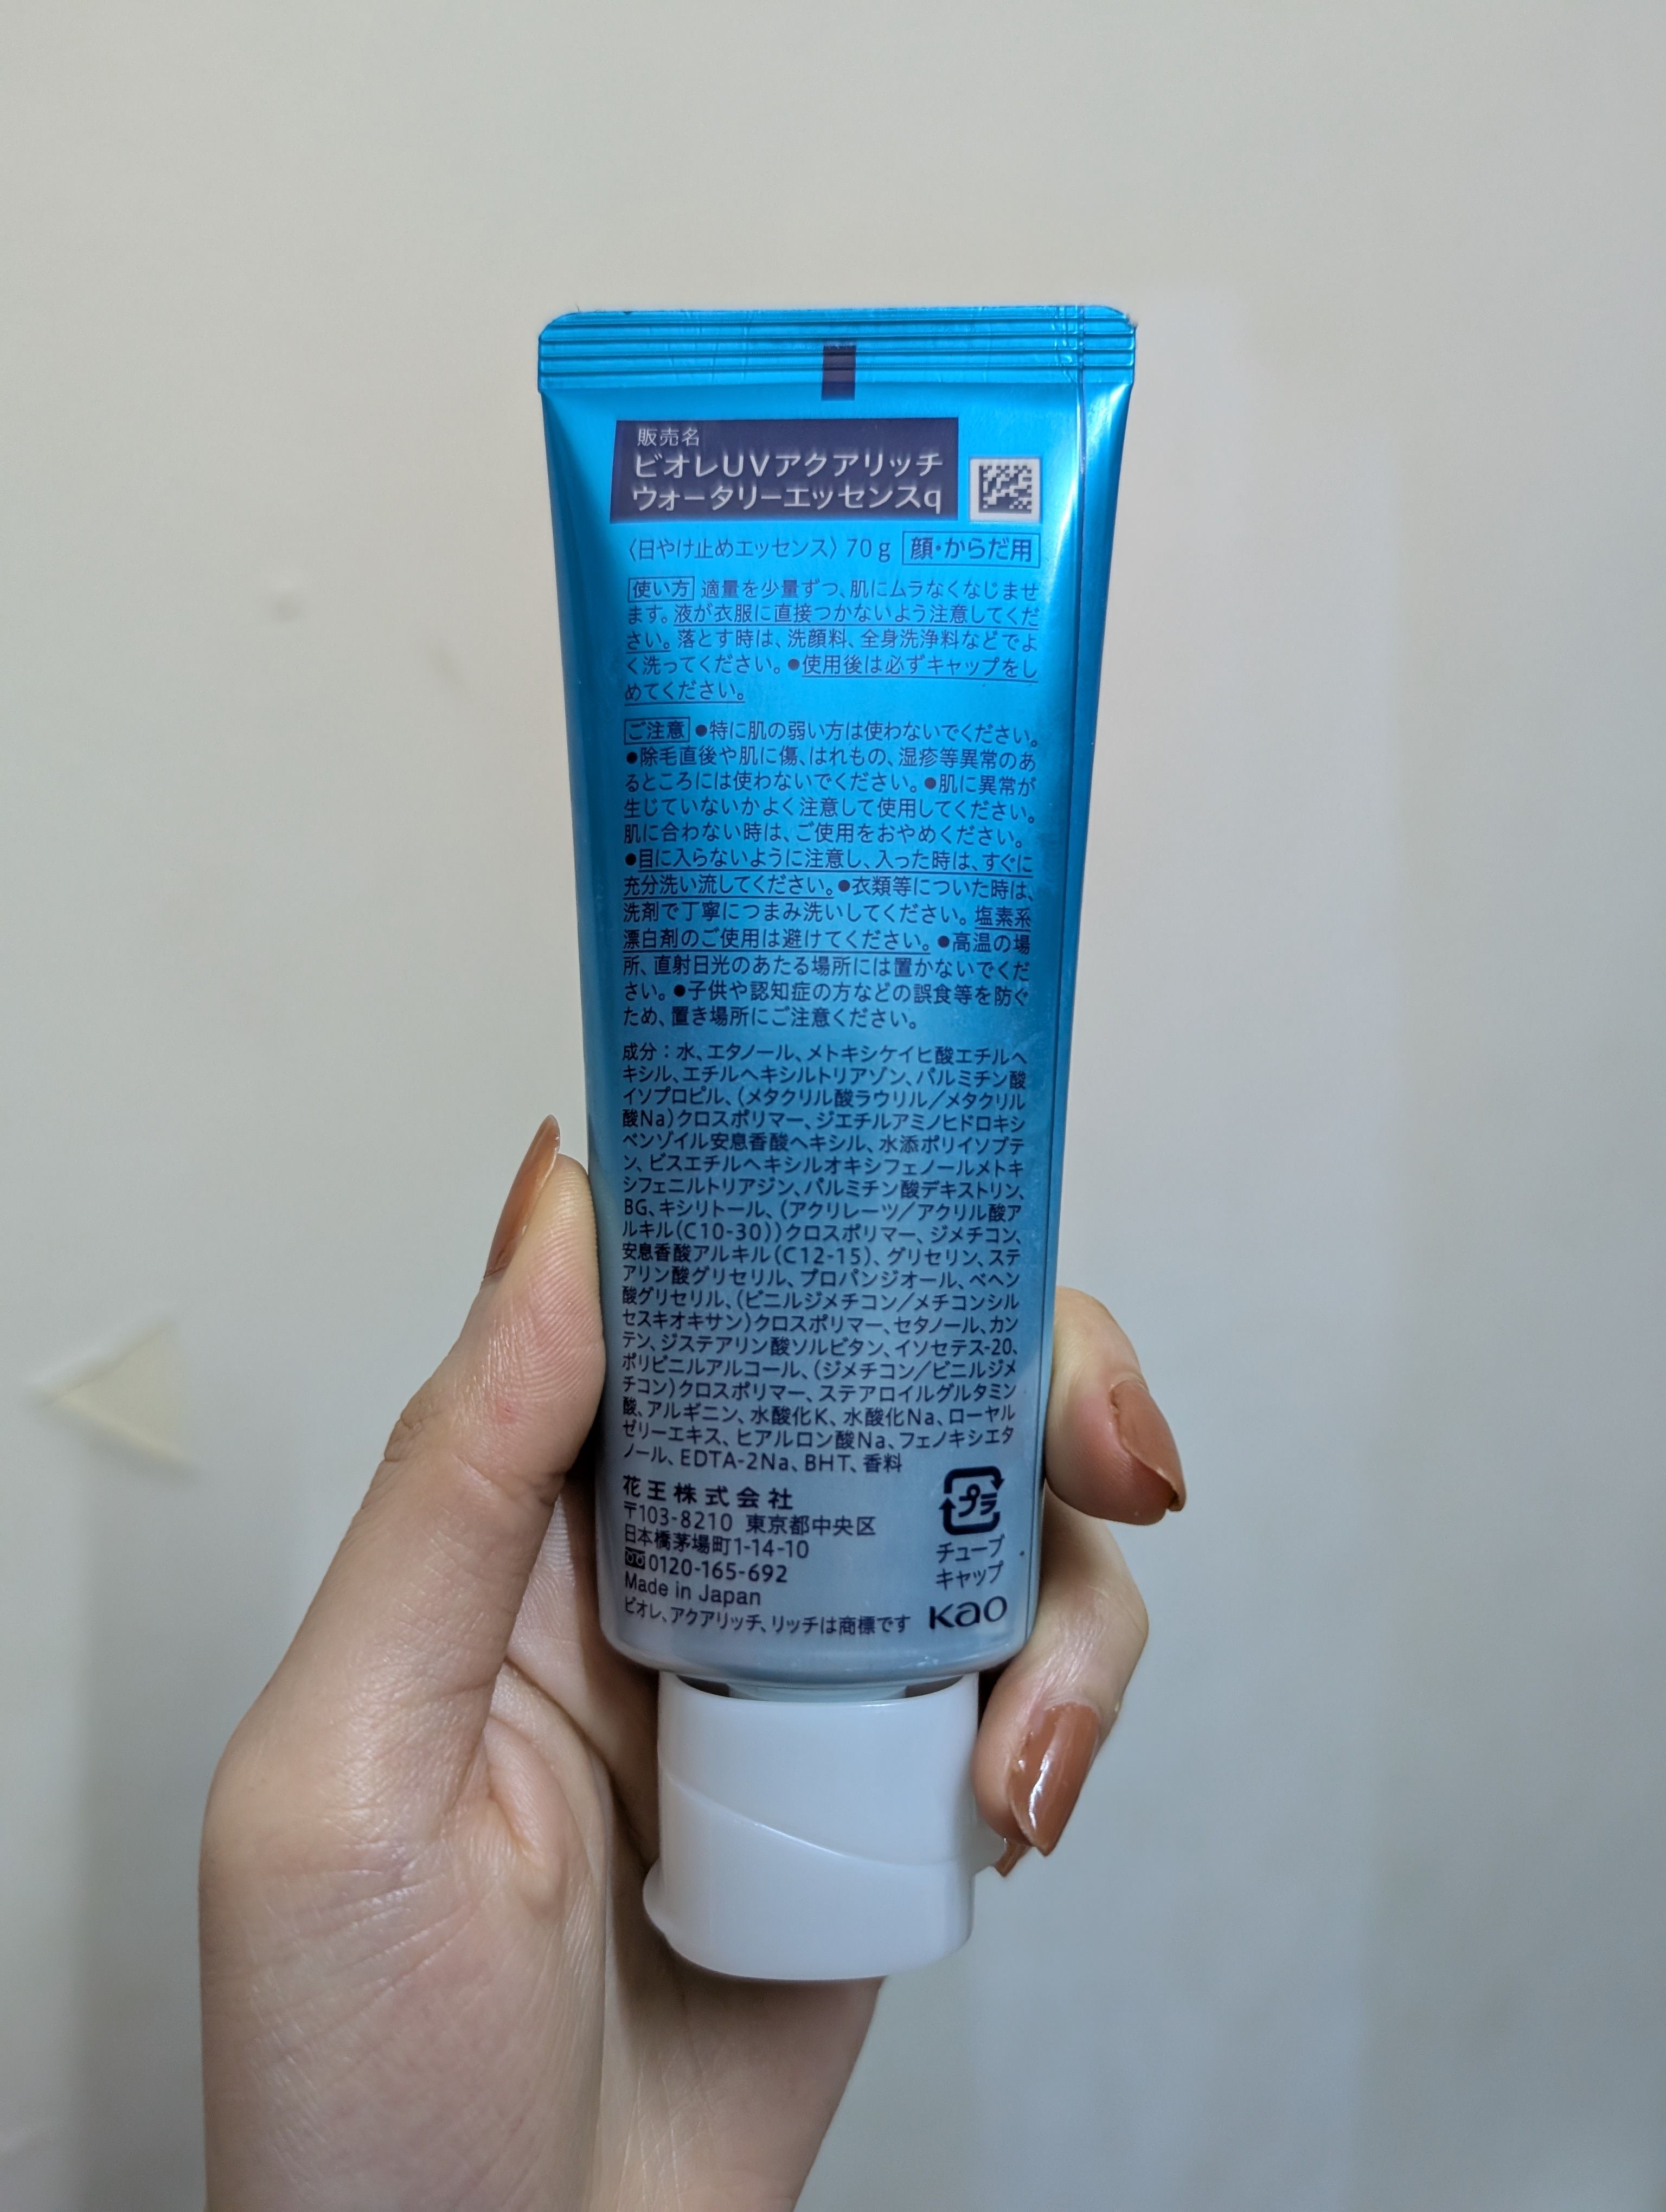 販売名
ビオレUVアクアリッチ
ウォータリーエッセンスq
〈日やけ止めエッセンス〉70g 顔・からだ用
使い方 適量を少量ずつ、肌にムラなくなじませ
ます。液が衣服に直接つかないよう注意してくだ
さい。落とす時は、洗顔料、全身洗浄料などでよ
く洗ってください。●使用後は必ずキャップをし
めてください。
ご注意 ●特に肌の弱い方は使わないでください。
●除毛直後や肌に傷、はれもの、湿疹等異常のあ
るところには使わないでください。●肌に異常が
生じていないかよく注意して使用してください。
肌に合わない時は、ご使用をおやめください。
●目に入らないように注意し、入った時は、すぐに
充分洗い流してください。●衣類等についた時は、
洗剤で丁寧につまみ洗いしてください。塩素系
漂白剤のご使用は避けてください。●高温の場
所、直射日光のあたる場所には置かないでくだ
さい。●子供や認知症の方などの誤食等を防ぐ
ため、置き場所にご注意ください。
成分：水、エタノール、メトキシケイヒ酸エチルヘ
キシル、エチルヘキシルトリアゾン、パルミチン酸
イソプロピル、(メタクリル酸ラウリル／メタクリル
酸Na)クロスポリマー、ジエチルアミノヒドロキシ
ベンゾイル安息香酸ヘキシル、水添ポリイソブテ
ン、ビスエチルヘキシルオキシフェノールメトキ
シフェニルトリアジン、パルミチン酸デキストリン、
BG、キシリトール、(アクリレーツ／アクリル酸ア
ルキル(C10-30))クロスポリマー、ジメチコン、
安息香酸アルキル(C12-15)、グリセリン、ステ
アリン酸グリセリル、プロパンジオール、ベヘン
酸グリセリル、(ビニルジメチコン／メチコンシル
セスキオキサン)クロスポリマー、セタノール、カン
テン、ジステアリン酸ソルビタン、イソセテス-20、
ポリビニルアルコール、(ジメチコン／ビニルジメ
チコン)クロスポリマー、ステアロイルグルタミン
酸、アルギニン、水酸化K、水酸化Na、ローヤル
ゼリーエキス、ヒアルロン酸Na、フェノキシエタ
ノール、EDTA-2Na、BHT、香料
花王株式会社
〒103-8210 東京都中央区
日本橋茅場町1-14-10
0120-165-692
Made in Japan
ビオレ、アクアリッチ、リッチは商標です
プラ
チューブ
キャップ
Kao